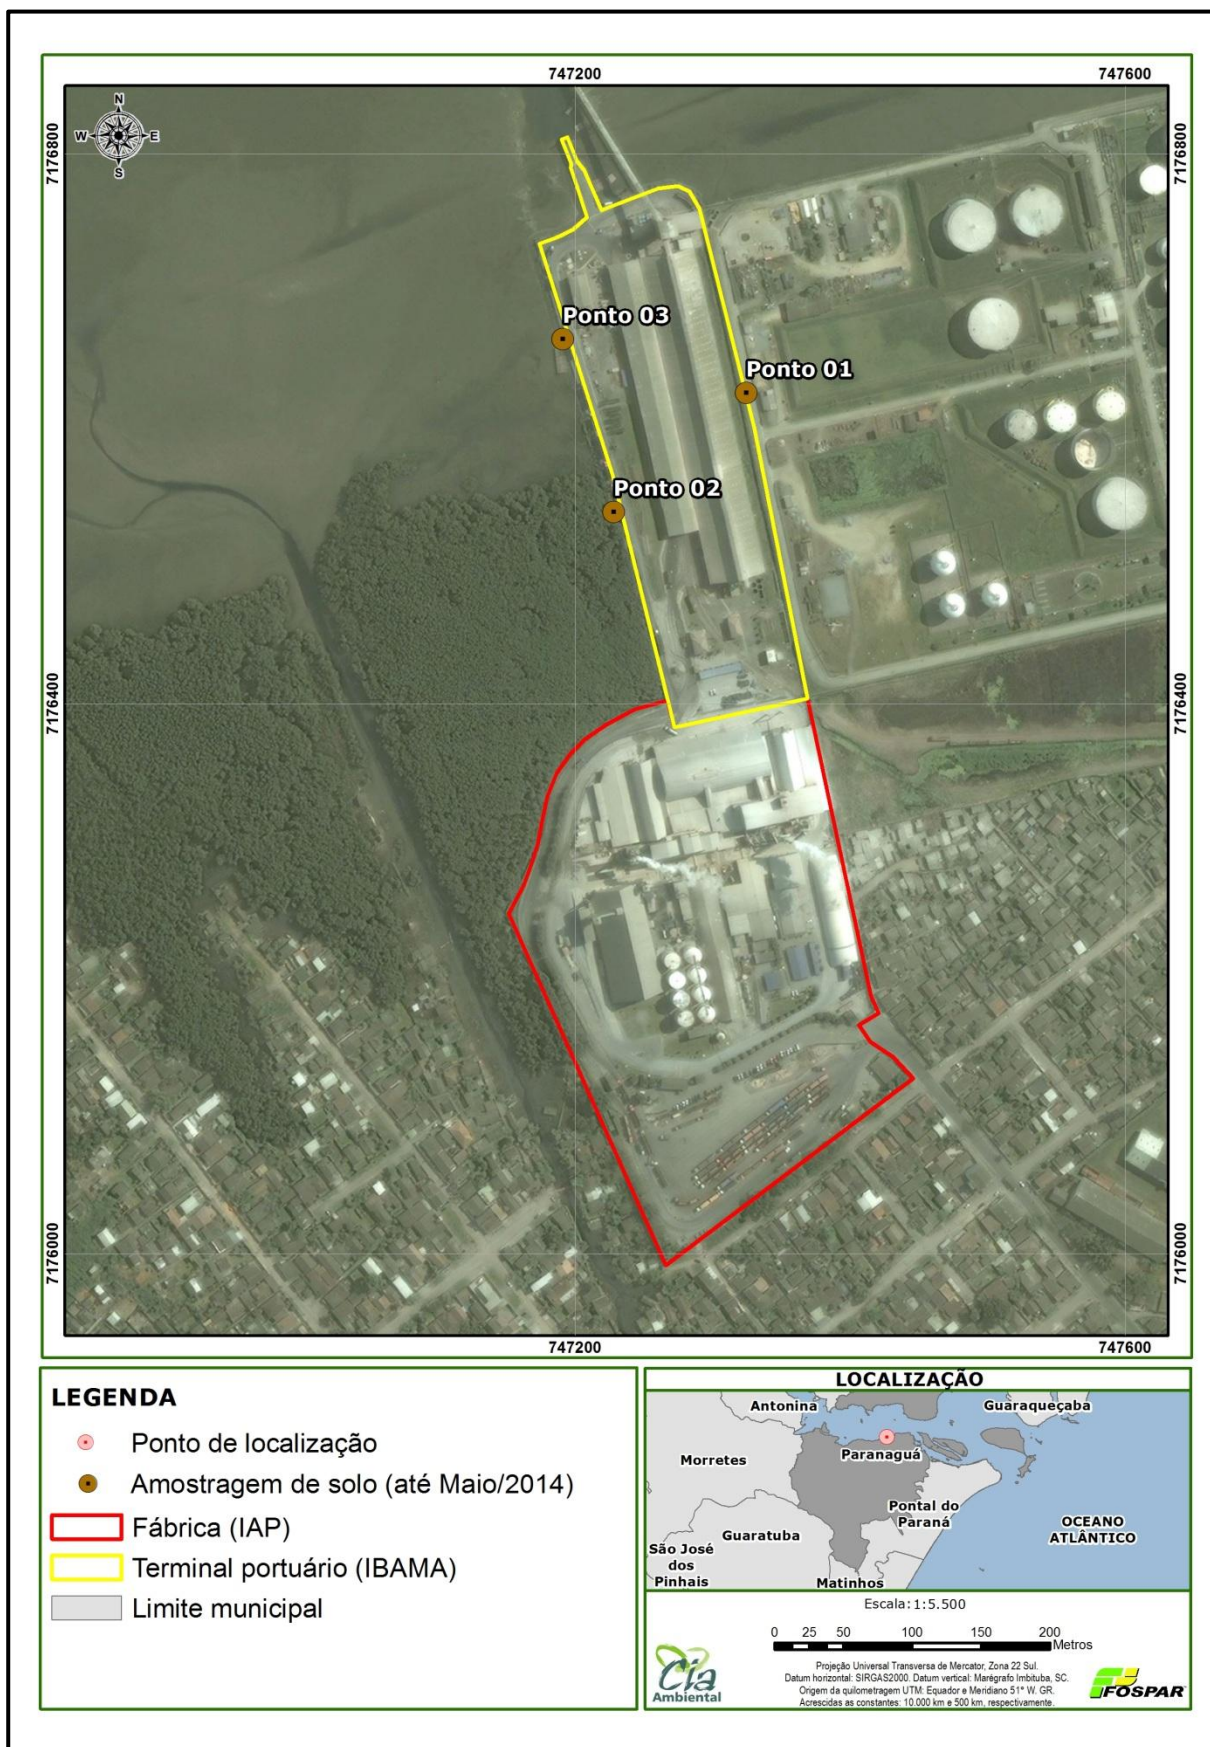 747200
747600
7176800
7176800
N
W
E
S
Ponto 03
Ponto 01
Ponto 02
7176400
7176400
7176000
7176000
747200
747600
LEGENDA
Ponto de localização
Amostragem de solo (até Maio/2014)
Fábrica (IAP)
Terminal portuário (IBAMA)
Limite municipal
LOCALIZAÇÃO
Antonina
Guaraqueçaba
Morretes
Paranaguá
Pontal do
Paraná
Guaratuba
OCEANO
ATLÂNTICO
São José
dos
Pinhais
Matinhos
Escala: 1:5.500
0 25 50 100 150 200
Metros
Projeção Universal Transversa de Mercator, Zona 22 Sul.
Datum horizontal: SIRGAS2000. Datum vertical: Marégrafo Imbituba, SC.
Origem da quilometragem UTM: Equador e Meridiano 51° W. GR.
Acrescidas as constantes: 10.000 km e 500 km, respectivamente.
Cia
Ambiental
FOSPAR